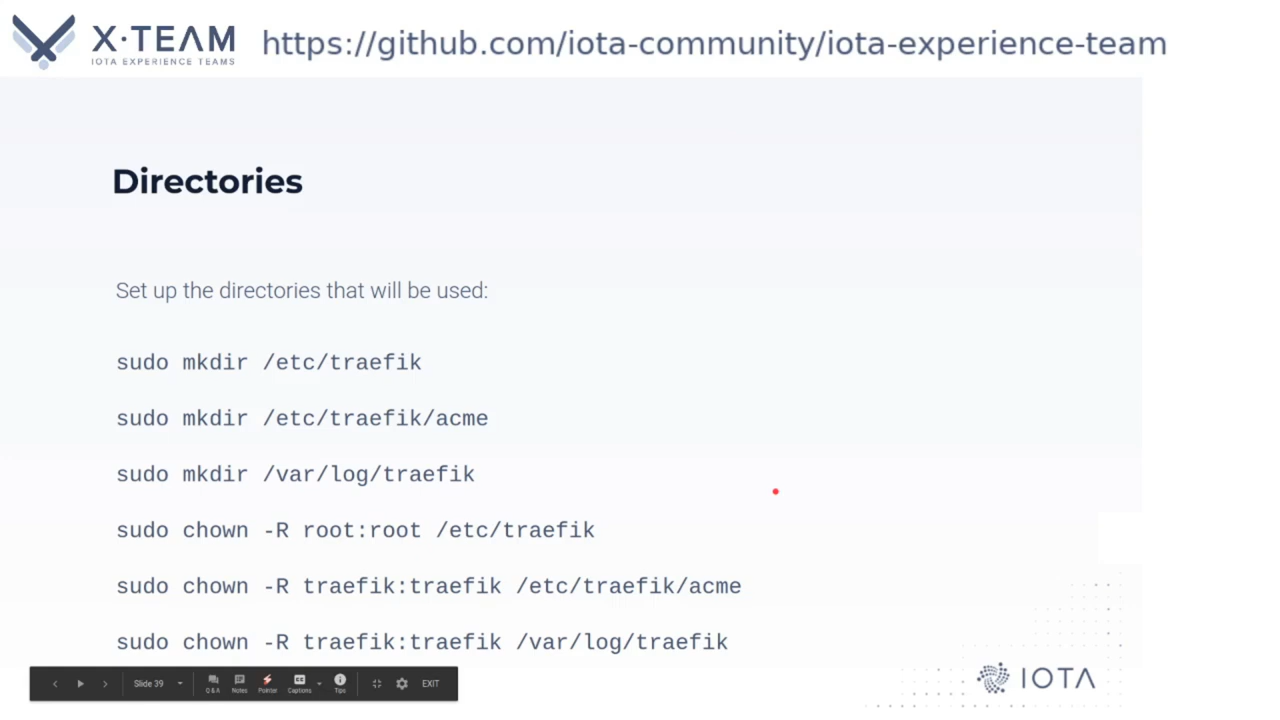 X·TEAM
IOTA EXPERIENCE TEAMS
https://github.com/iota-community/iota-experience-team
Directories
Set up the directories that will be used:
sudo mkdir /etc/traefik
sudo mkdir /etc/traefik/acme
sudo mkdir /var/log/traefik
sudo chown -R root:root /etc/traefik
sudo chown -R traefik:traefik /etc/traefik/acme
sudo chown -R traefik:traefik /var/log/traefik
Slide 39
Q & A
Notes
Pointer
Captions
Tips
EXIT
IOTA